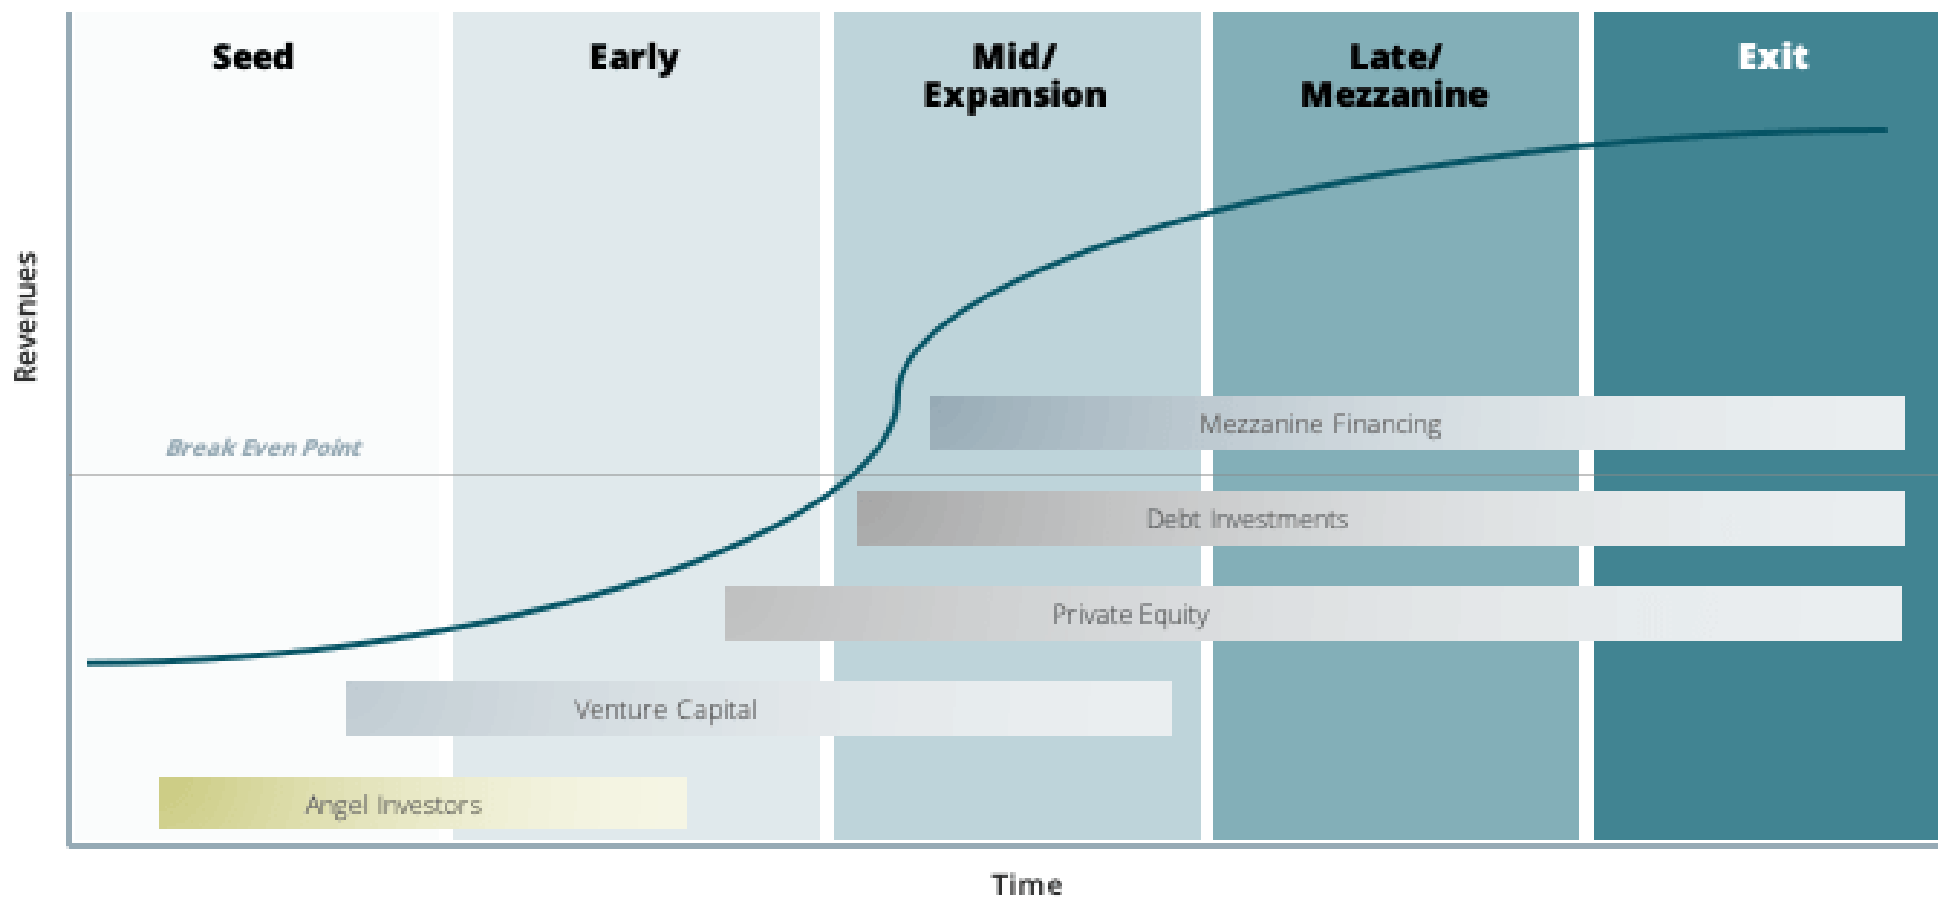 Seed
Early
Mid/
Expansion
Late/
Mezzanine
Exit
Revenues
Mezzanine Financing
Break Even Point
Debt Investments
Private Equity
Venture Capital
Angel Investors
Time